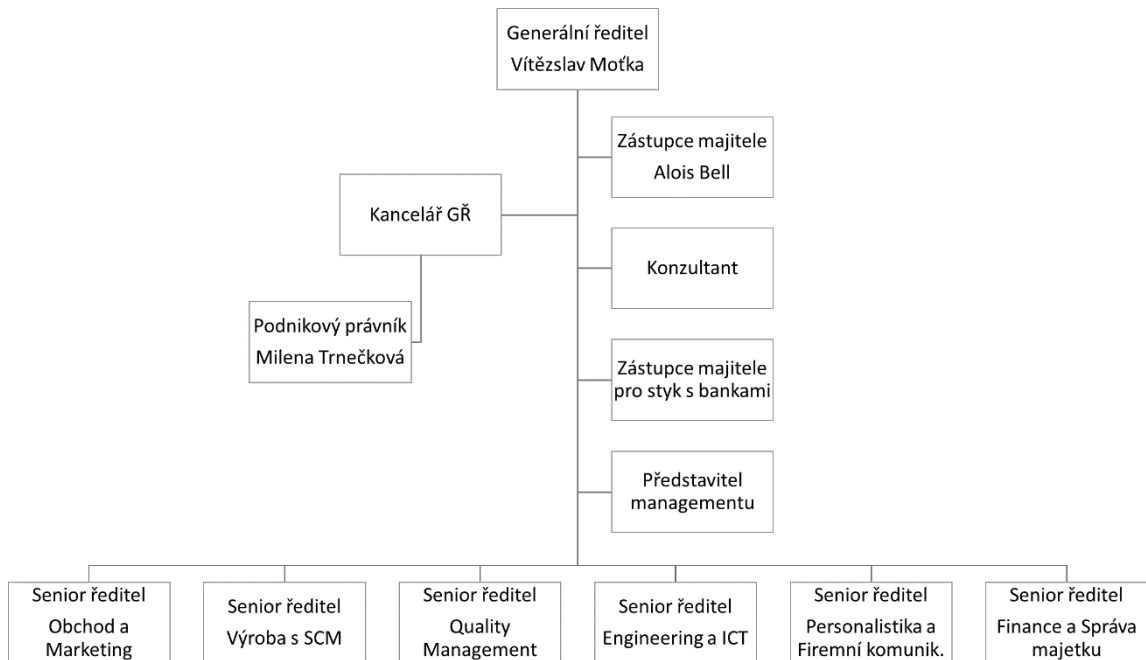 Generální ředitel
Vítězslav Moťka
Zástupce majitele
Alois Bell
Kancelář GŘ
Konzultant
Podnikový právník
Milena Trnečková
Zástupce majitele
pro styk s bankami
Představitel
managementu
Senior ředitel
Obchod a
Marketing
Senior ředitel
Výroba s SCM
Senior ředitel
Quality
Management
Senior ředitel
Engineering a ICT
Senior ředitel
Personalistika a
Firemní komunik.
Senior ředitel
Finance a Správa
majetku